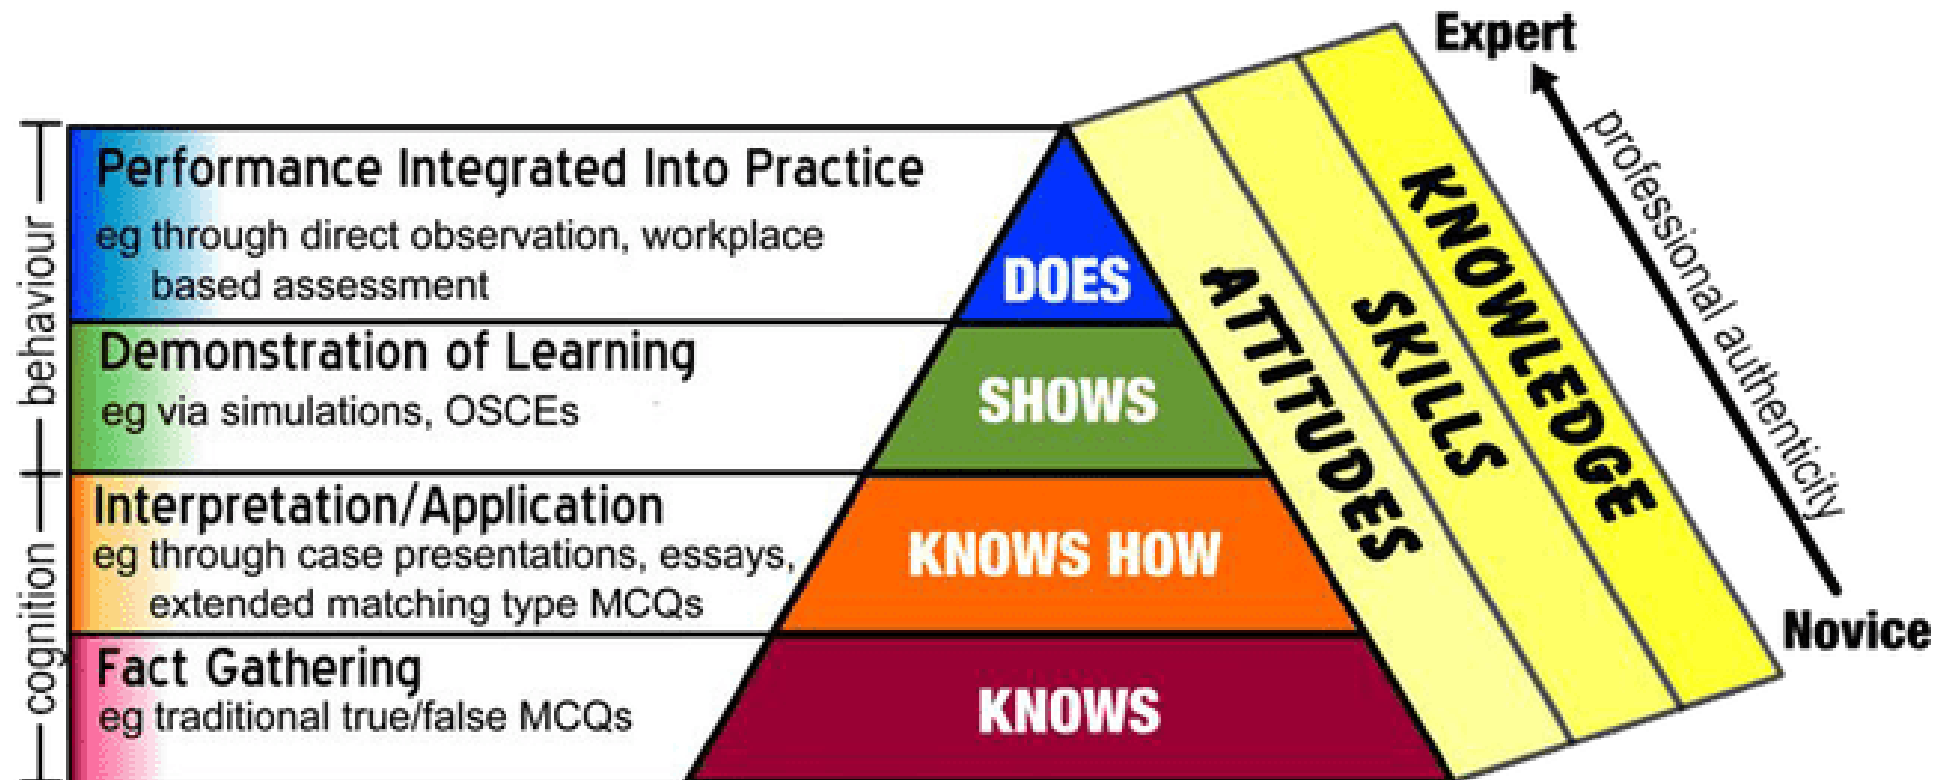 Expert
professional authenticity
Novice
behaviour
cognition
Performance Integrated Into Practice
eg through direct observation, workplace
based assessment
DOES
Demonstration of Learning
eg via simulations, OSCEs
SHOWS
Interpretation/Application
eg through case presentations, essays,
extended matching type MCQs
KNOWS HOW
Fact Gathering
eg traditional true/false MCQs
KNOWS
ATTITUDES
SKILLS
KNOWLEDGE